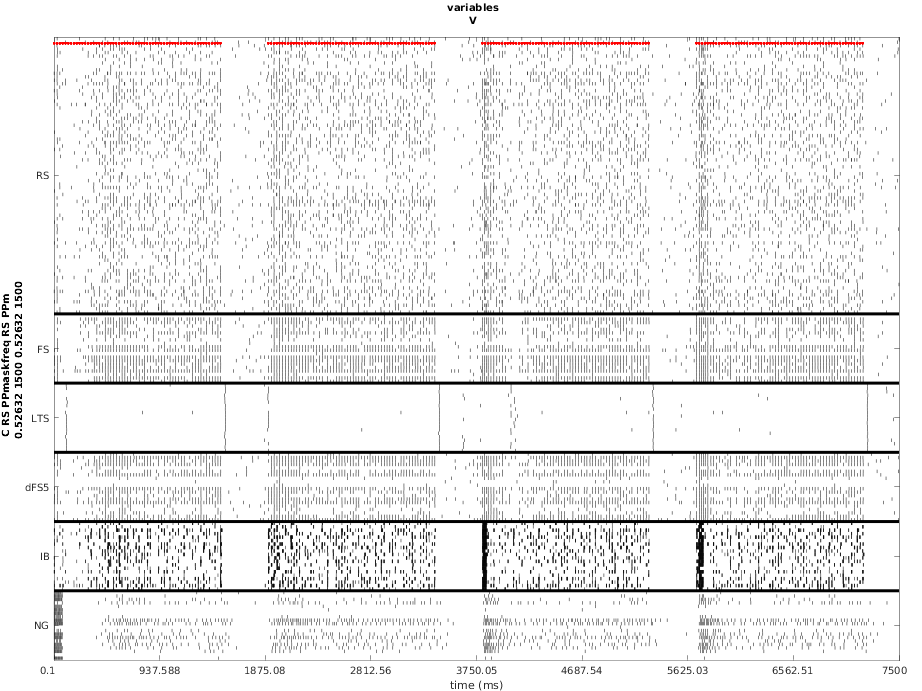 variables
V
C RS PPmaskfreq RS PPm
0.52632 1500 0.52632 1500
RS
FS
LTS
dFS5
IB
NG
0.1 937.588 1875.08 2812.56 3750.05 4687.54 5625.03 6562.51 7500
time (ms)